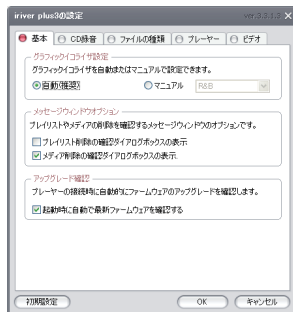 iriver plus3の設定
ver.3.1.3
基本 CD録音 ファイルの種類 プレーヤー ビデオ
グラフィックイコライザ設定
グラフィックイコライザを自動またはマニュアルで設定できます。
自動(推奨) マニュアル R&B
メッセージウィンドウオプション
プレイリストやメディアの削除を確認するメッセージウィンドウのオプションです。
プレイリスト削除の確認ダイアログボックスの表示
メディア削除の確認ダイアログボックスの表示
アップグレード確認
プレーヤーの接続時に自動的にファームウェアのアップグレードを確認します。
起動時に自動で最新ファームウェアを確認する
初期設定 OK キャンセル